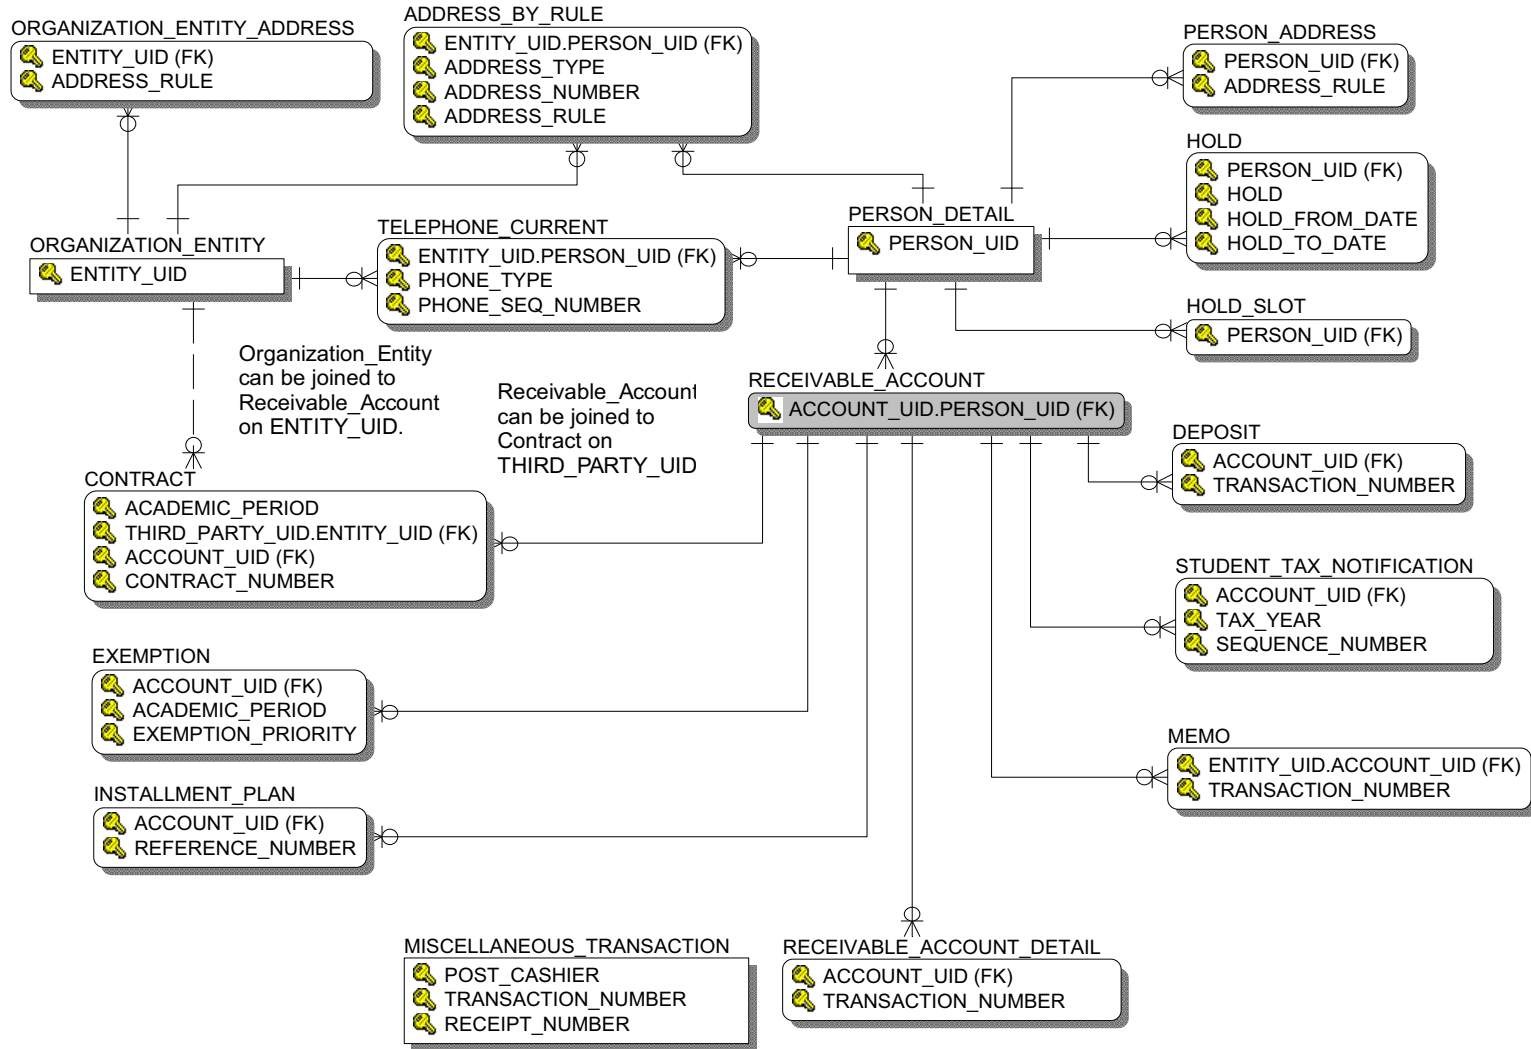 ORGANIZATION_ENTITY_ADDRESS
ENTITY_UID (FK)
ADDRESS_RULE
ADDRESS_BY_RULE
ENTITY_UID.PERSON_UID (FK)
ADDRESS_TYPE
ADDRESS_NUMBER
ADDRESS_RULE
PERSON_ADDRESS
PERSON_UID (FK)
ADDRESS_RULE
HOLD
PERSON_UID (FK)
HOLD
HOLD_FROM_DATE
HOLD_TO_DATE
ORGANIZATION_ENTITY
ENTITY_UID
TELEPHONE_CURRENT
ENTITY_UID.PERSON_UID (FK)
PHONE_TYPE
PHONE_SEQ_NUMBER
PERSON_DETAIL
PERSON_UID
HOLD_SLOT
PERSON_UID (FK)
Organization_Entity
can be joined to
Receivable_Account
on ENTITY_UID.
Receivable_Account
can be joined to
Contract on
THIRD_PARTY_UID
RECEIVABLE_ACCOUNT
ACCOUNT_UID.PERSON_UID (FK)
DEPOSIT
ACCOUNT_UID (FK)
TRANSACTION_NUMBER
CONTRACT
ACADEMIC_PERIOD
THIRD_PARTY_UID.ENTITY_UID (FK)
ACCOUNT_UID (FK)
CONTRACT_NUMBER
STUDENT_TAX_NOTIFICATION
ACCOUNT_UID (FK)
TAX_YEAR
SEQUENCE_NUMBER
EXEMPTION
ACCOUNT_UID (FK)
ACADEMIC_PERIOD
EXEMPTION_PRIORITY
MEMO
ENTITY_UID.ACCOUNT_UID (FK)
TRANSACTION_NUMBER
INSTALLMENT_PLAN
ACCOUNT_UID (FK)
REFERENCE_NUMBER
MISCELLANEOUS_TRANSACTION
POST_CASHIER
TRANSACTION_NUMBER
RECEIPT_NUMBER
RECEIVABLE_ACCOUNT_DETAIL
ACCOUNT_UID (FK)
TRANSACTION_NUMBER